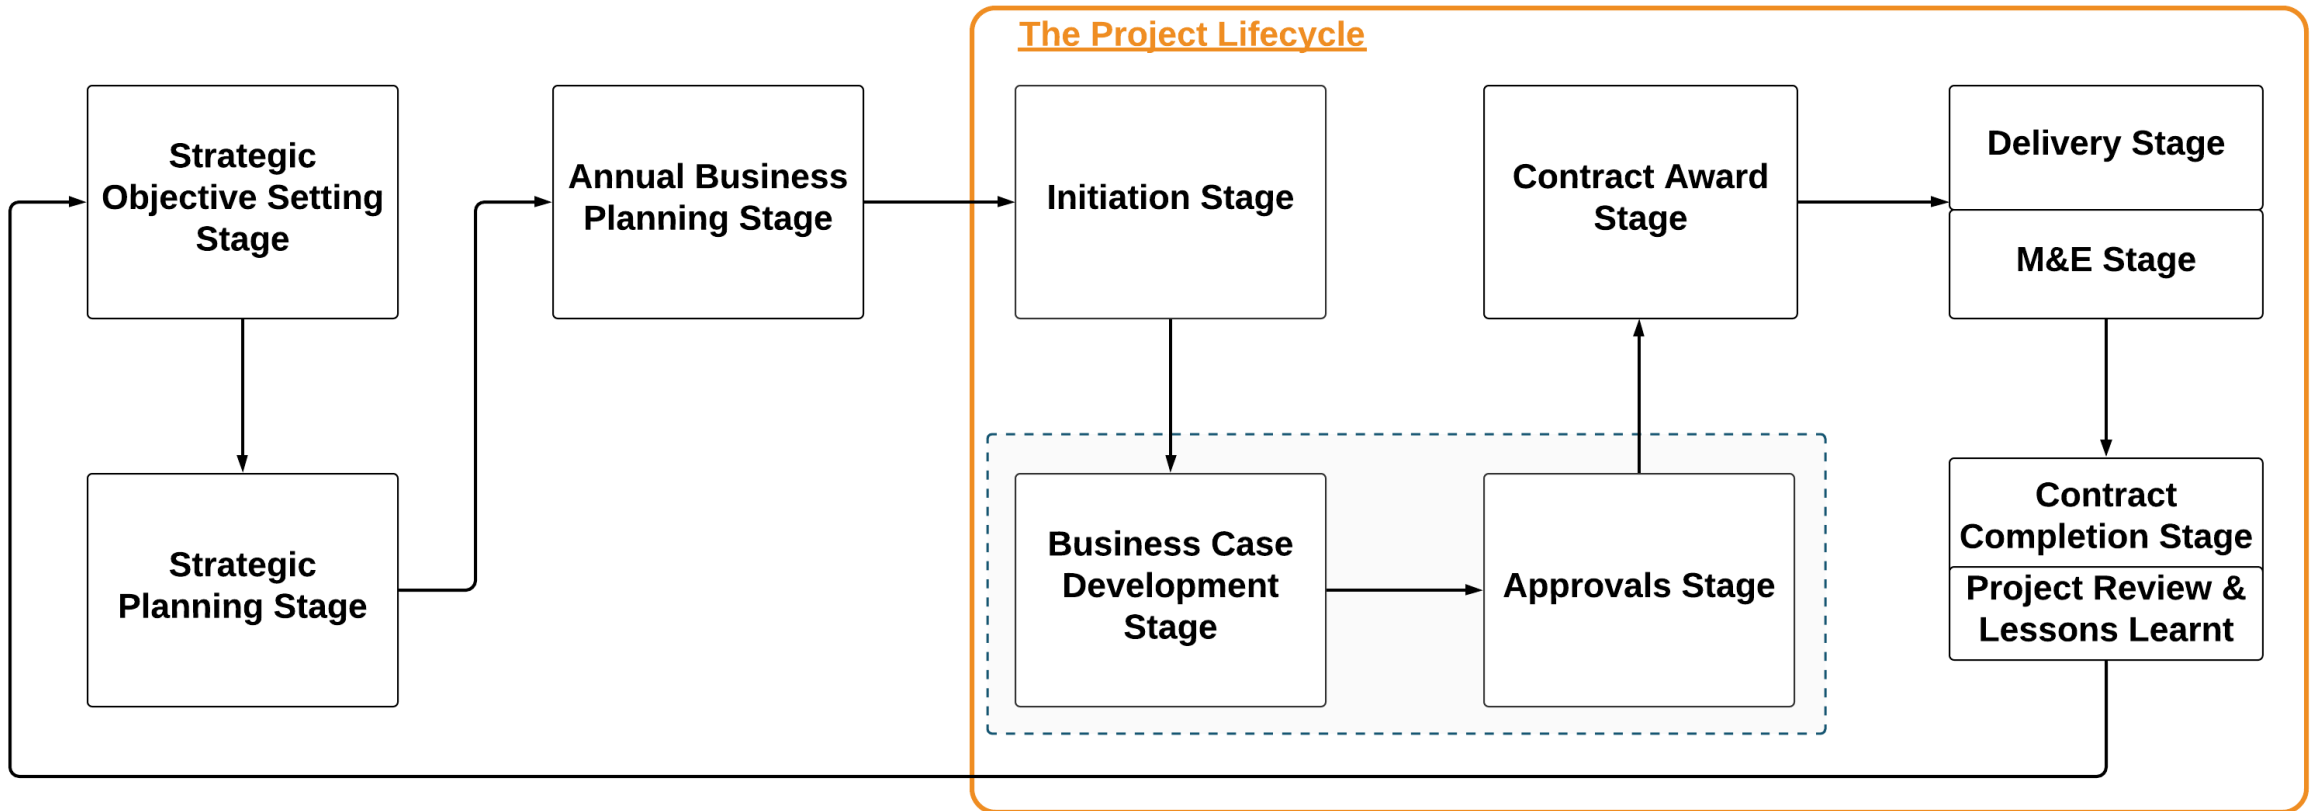 The Project Lifecycle
Strategic
Objective Setting
Stage
Strategic
Planning Stage
Annual Business
Planning Stage
Initiation Stage
Business Case
Development
Stage
Approvals Stage
Contract Award
Stage
Delivery Stage
M&E Stage
Contract
Completion Stage
Project Review &
Lessons Learnt